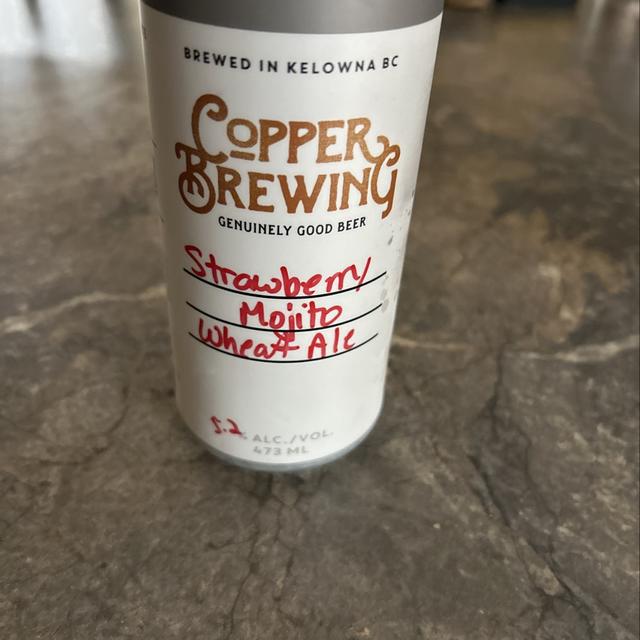 BREWED IN KELOWNA BC
COPPER
BREWING
GENUINELY GOOD BEER
Strawberry
Mojito
Wheat Ale
5.2% ALC./VOL.
473 ML